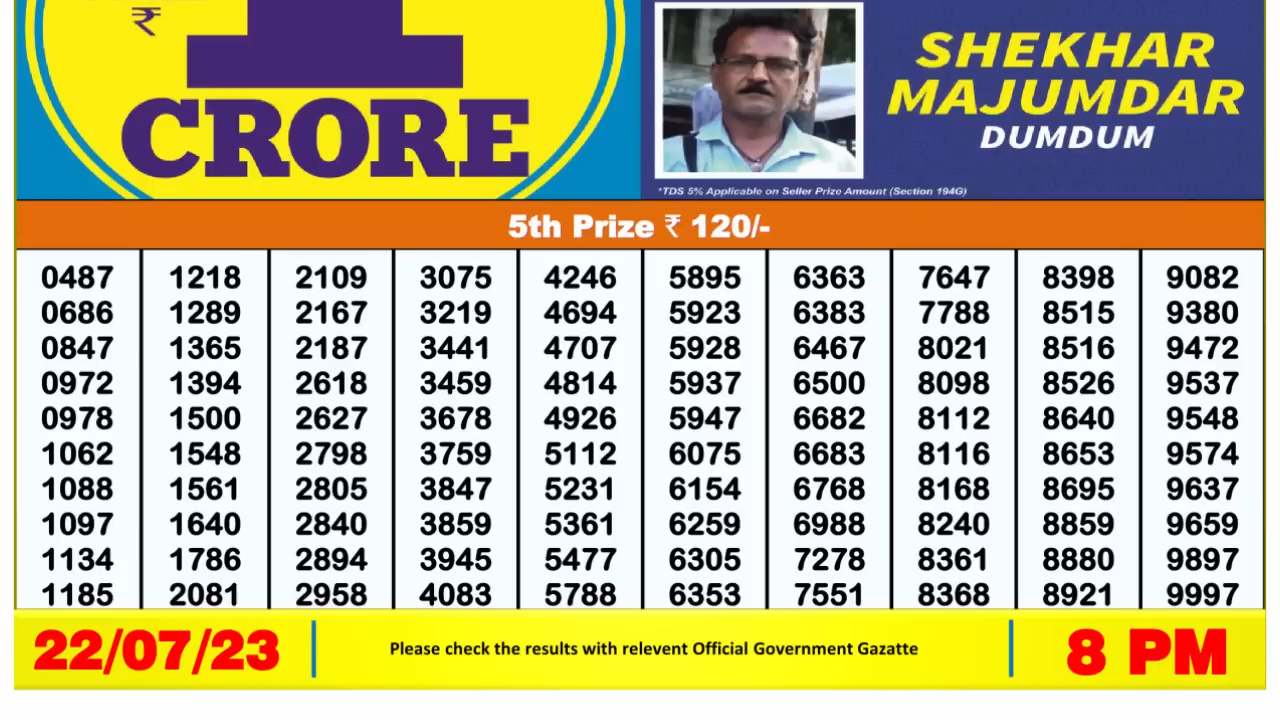 ₹ 1
CRORE
SHEKHAR
MAJUMDAR
DUMDUM
*TDS 5% Applicable on Seller Prize Amount (Section 194G)
5th Prize ₹ 120/-
0487 1218 2109 3075 4246 5895 6363 7647 8398 9082
0686 1289 2167 3219 4694 5923 6383 7788 8515 9380
0847 1365 2187 3441 4707 5928 6467 8021 8516 9472
0972 1394 2618 3459 4814 5937 6500 8098 8526 9537
0978 1500 2627 3678 4926 5947 6682 8112 8640 9548
1062 1548 2798 3759 5112 6075 6683 8116 8653 9574
1088 1561 2805 3847 5231 6154 6768 8168 8695 9637
1097 1640 2840 3859 5361 6259 6988 8240 8859 9659
1134 1786 2894 3945 5477 6305 7278 8361 8880 9897
1185 2081 2958 4083 5788 6353 7551 8368 8921 9997
22/07/23
Please check the results with relevent Official Government Gazatte
8 PM